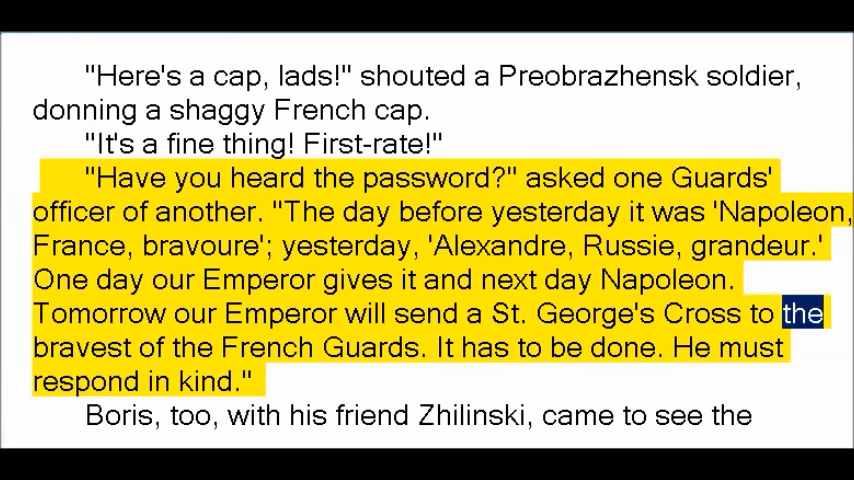 "Here's a cap, lads!" shouted a Preobrazhensk soldier,
donning a shaggy French cap.
"It's a fine thing! First-rate!"
"Have you heard the password?" asked one Guards'
officer of another. "The day before yesterday it was 'Napoleon,
France, bravoure'; yesterday, 'Alexandre, Russie, grandeur.'
One day our Emperor gives it and next day Napoleon.
Tomorrow our Emperor will send a St. George's Cross to the
bravest of the French Guards. It has to be done. He must
respond in kind."
Boris, too, with his friend Zhilinski, came to see the